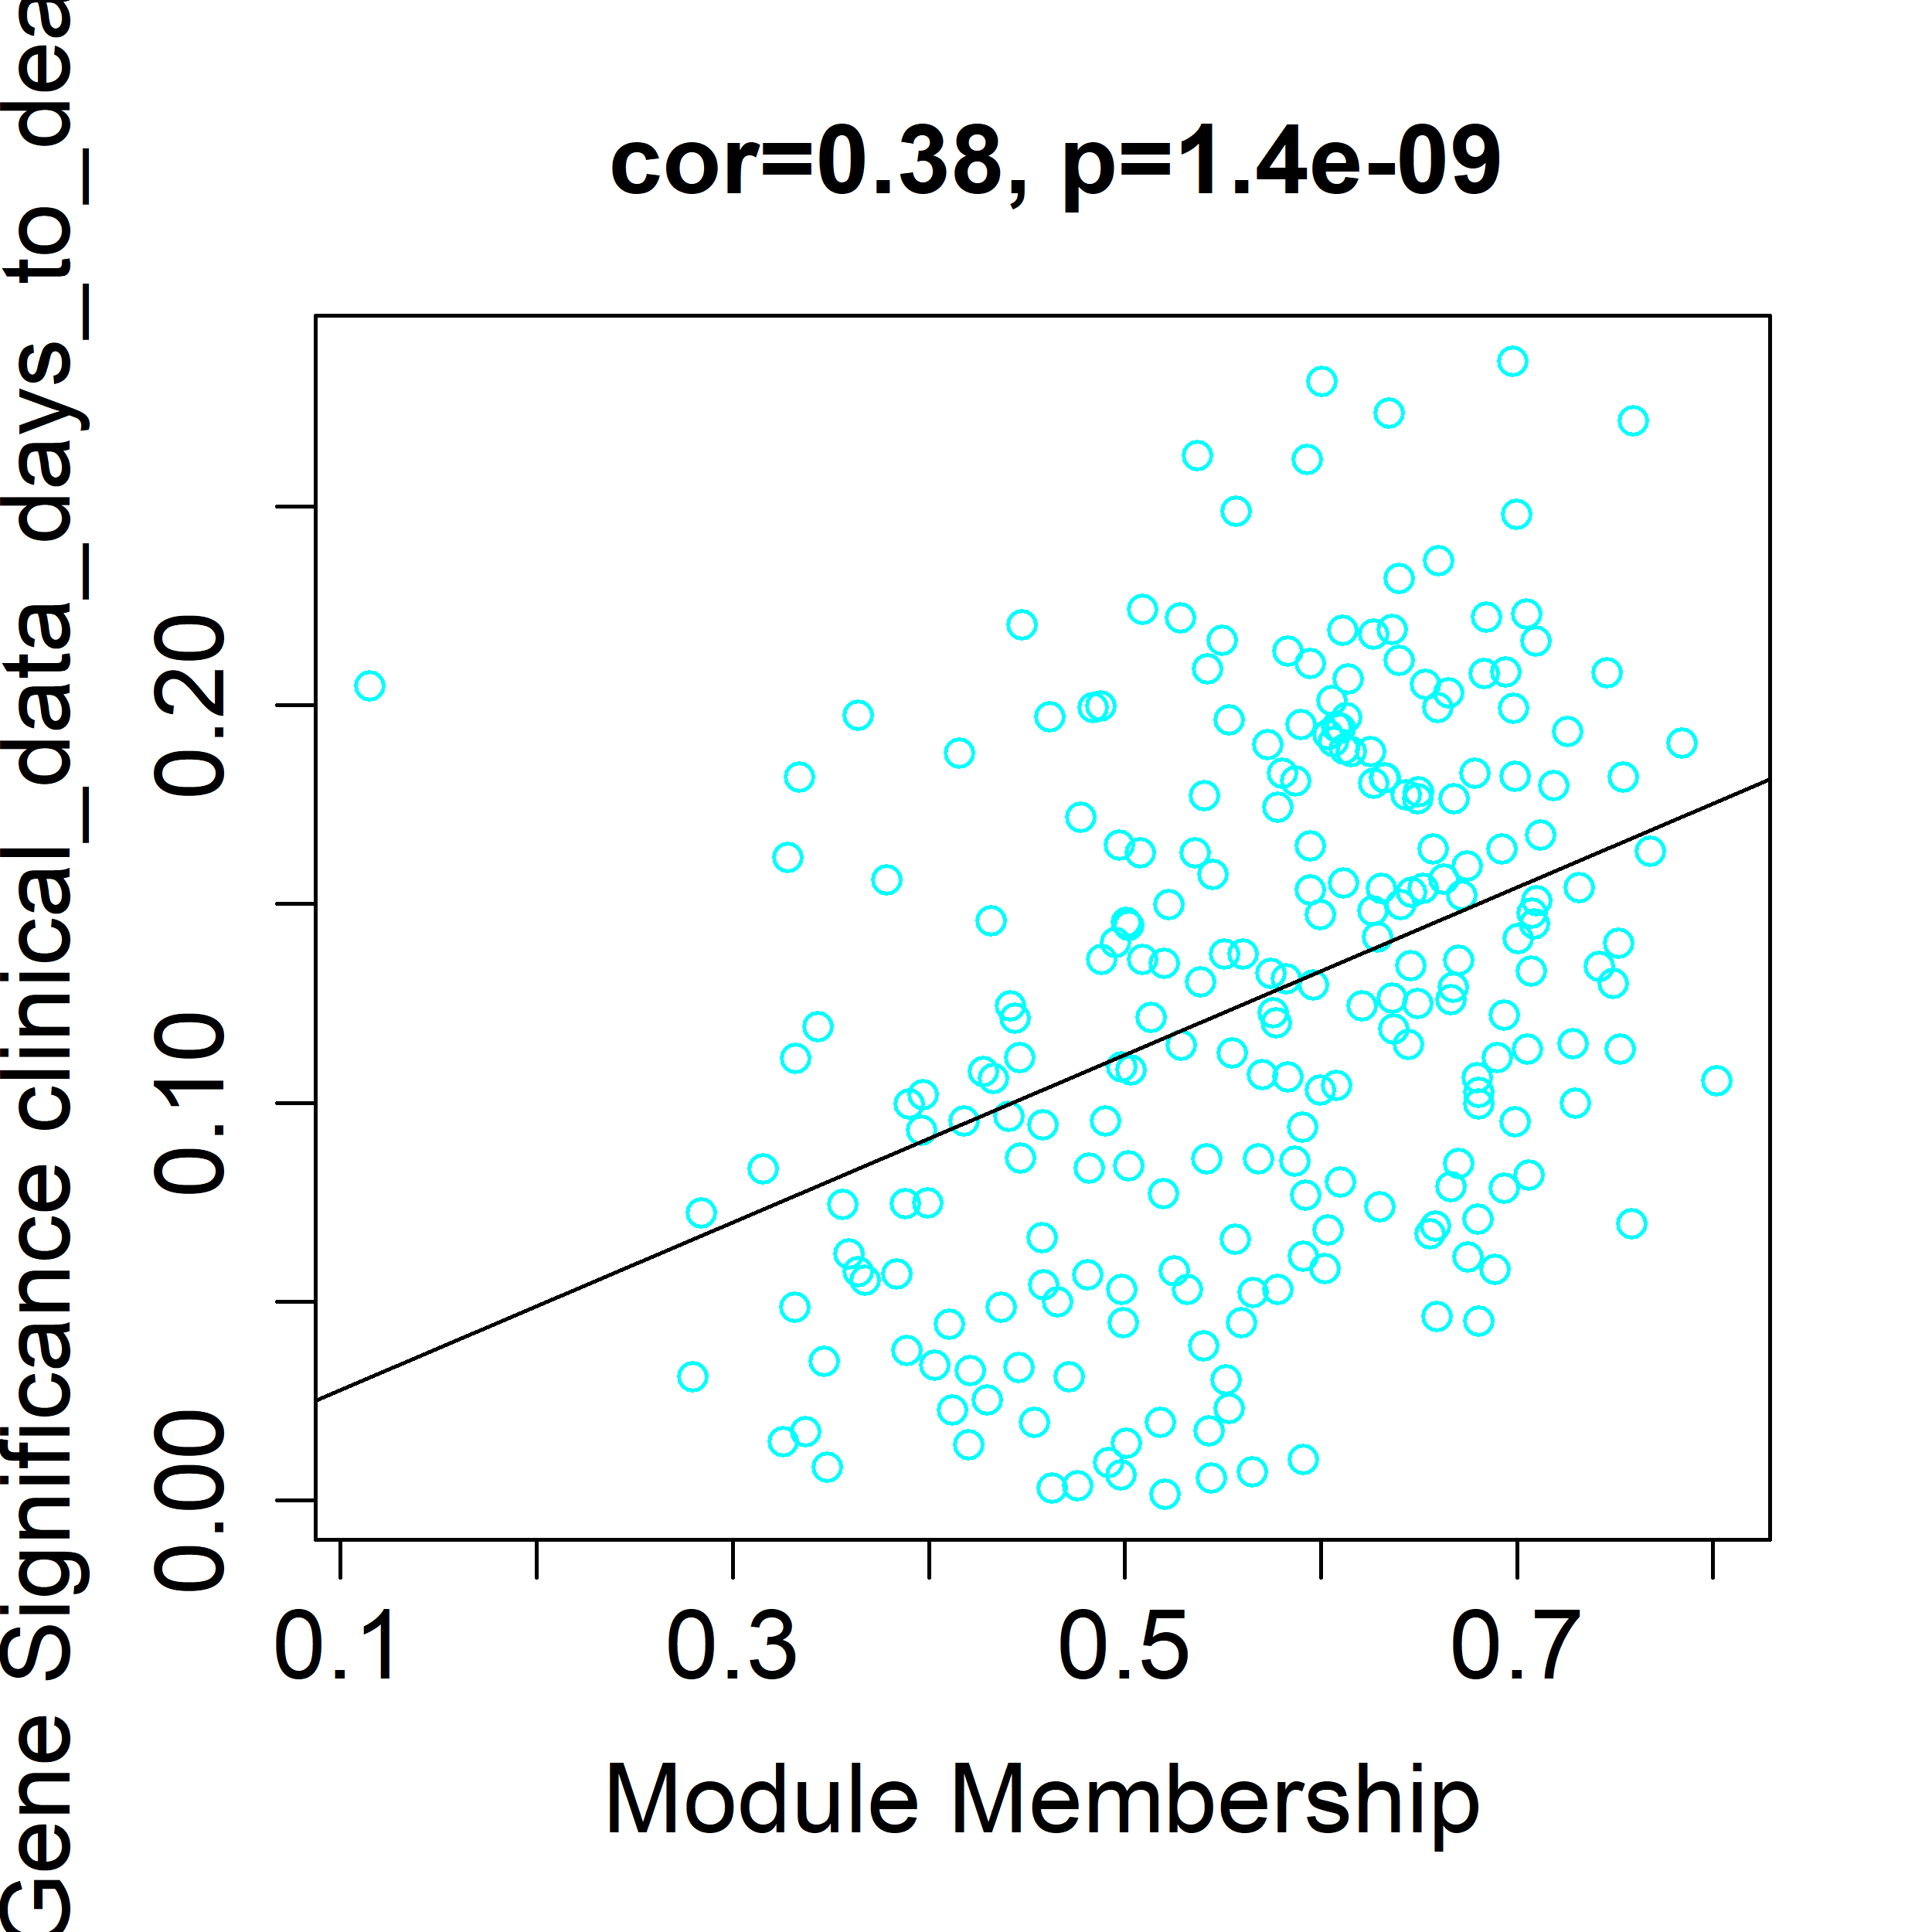 cor=0.38, p=1.4e-09
Gene Significance clinical_data_days_to_dea
0.20
0.10
0.00
0.1 0.3 0.5 0.7
Module Membership